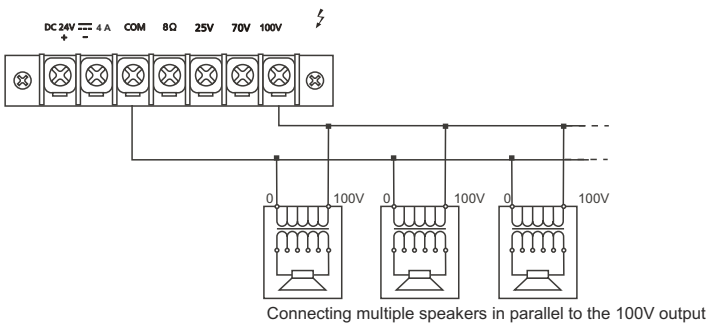 DC 24V ⎓ 4 A COM 8Ω 25V 70V 100V
+ −
0 100V 0 100V 0 100V
Connecting multiple speakers in parallel to the 100V output